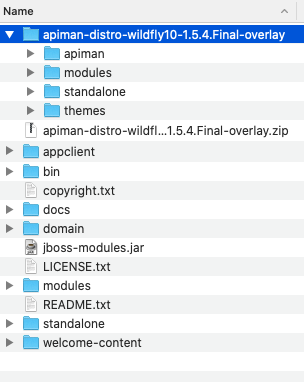 Name
apiman-distro-wildfly10-1.5.4.Final-overlay
apiman
modules
standalone
themes
apiman-distro-wildfl...1.5.4.Final-overlay.zip
appclient
bin
copyright.txt
docs
domain
jboss-modules.jar
LICENSE.txt
modules
README.txt
standalone
welcome-content